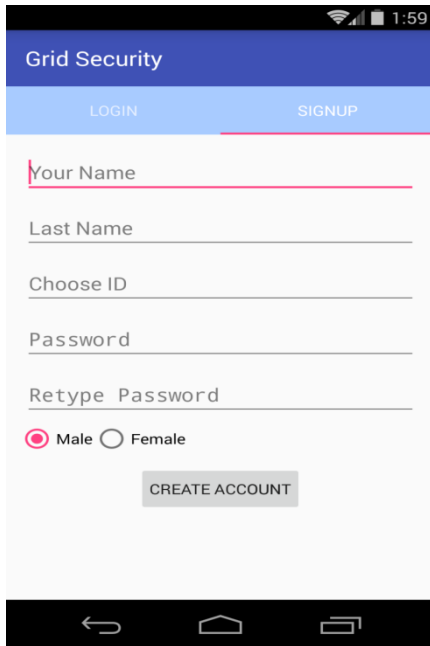 1:59
Grid Security
LOGIN SIGNUP
Your Name
Last Name
Choose ID
Password
Retype Password
Male Female
CREATE ACCOUNT